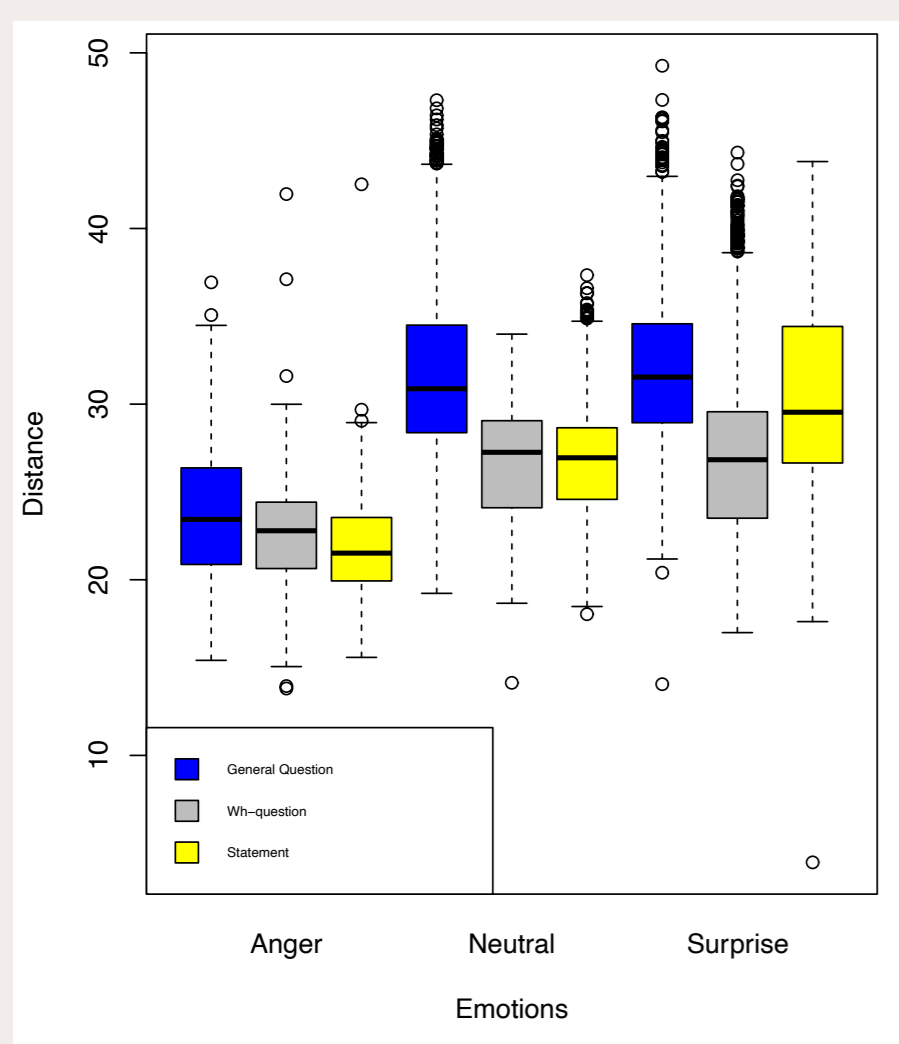 50
40
30
20
10
Distance
General Question
Wh−question
Statement
Anger Neutral Surprise
Emotions